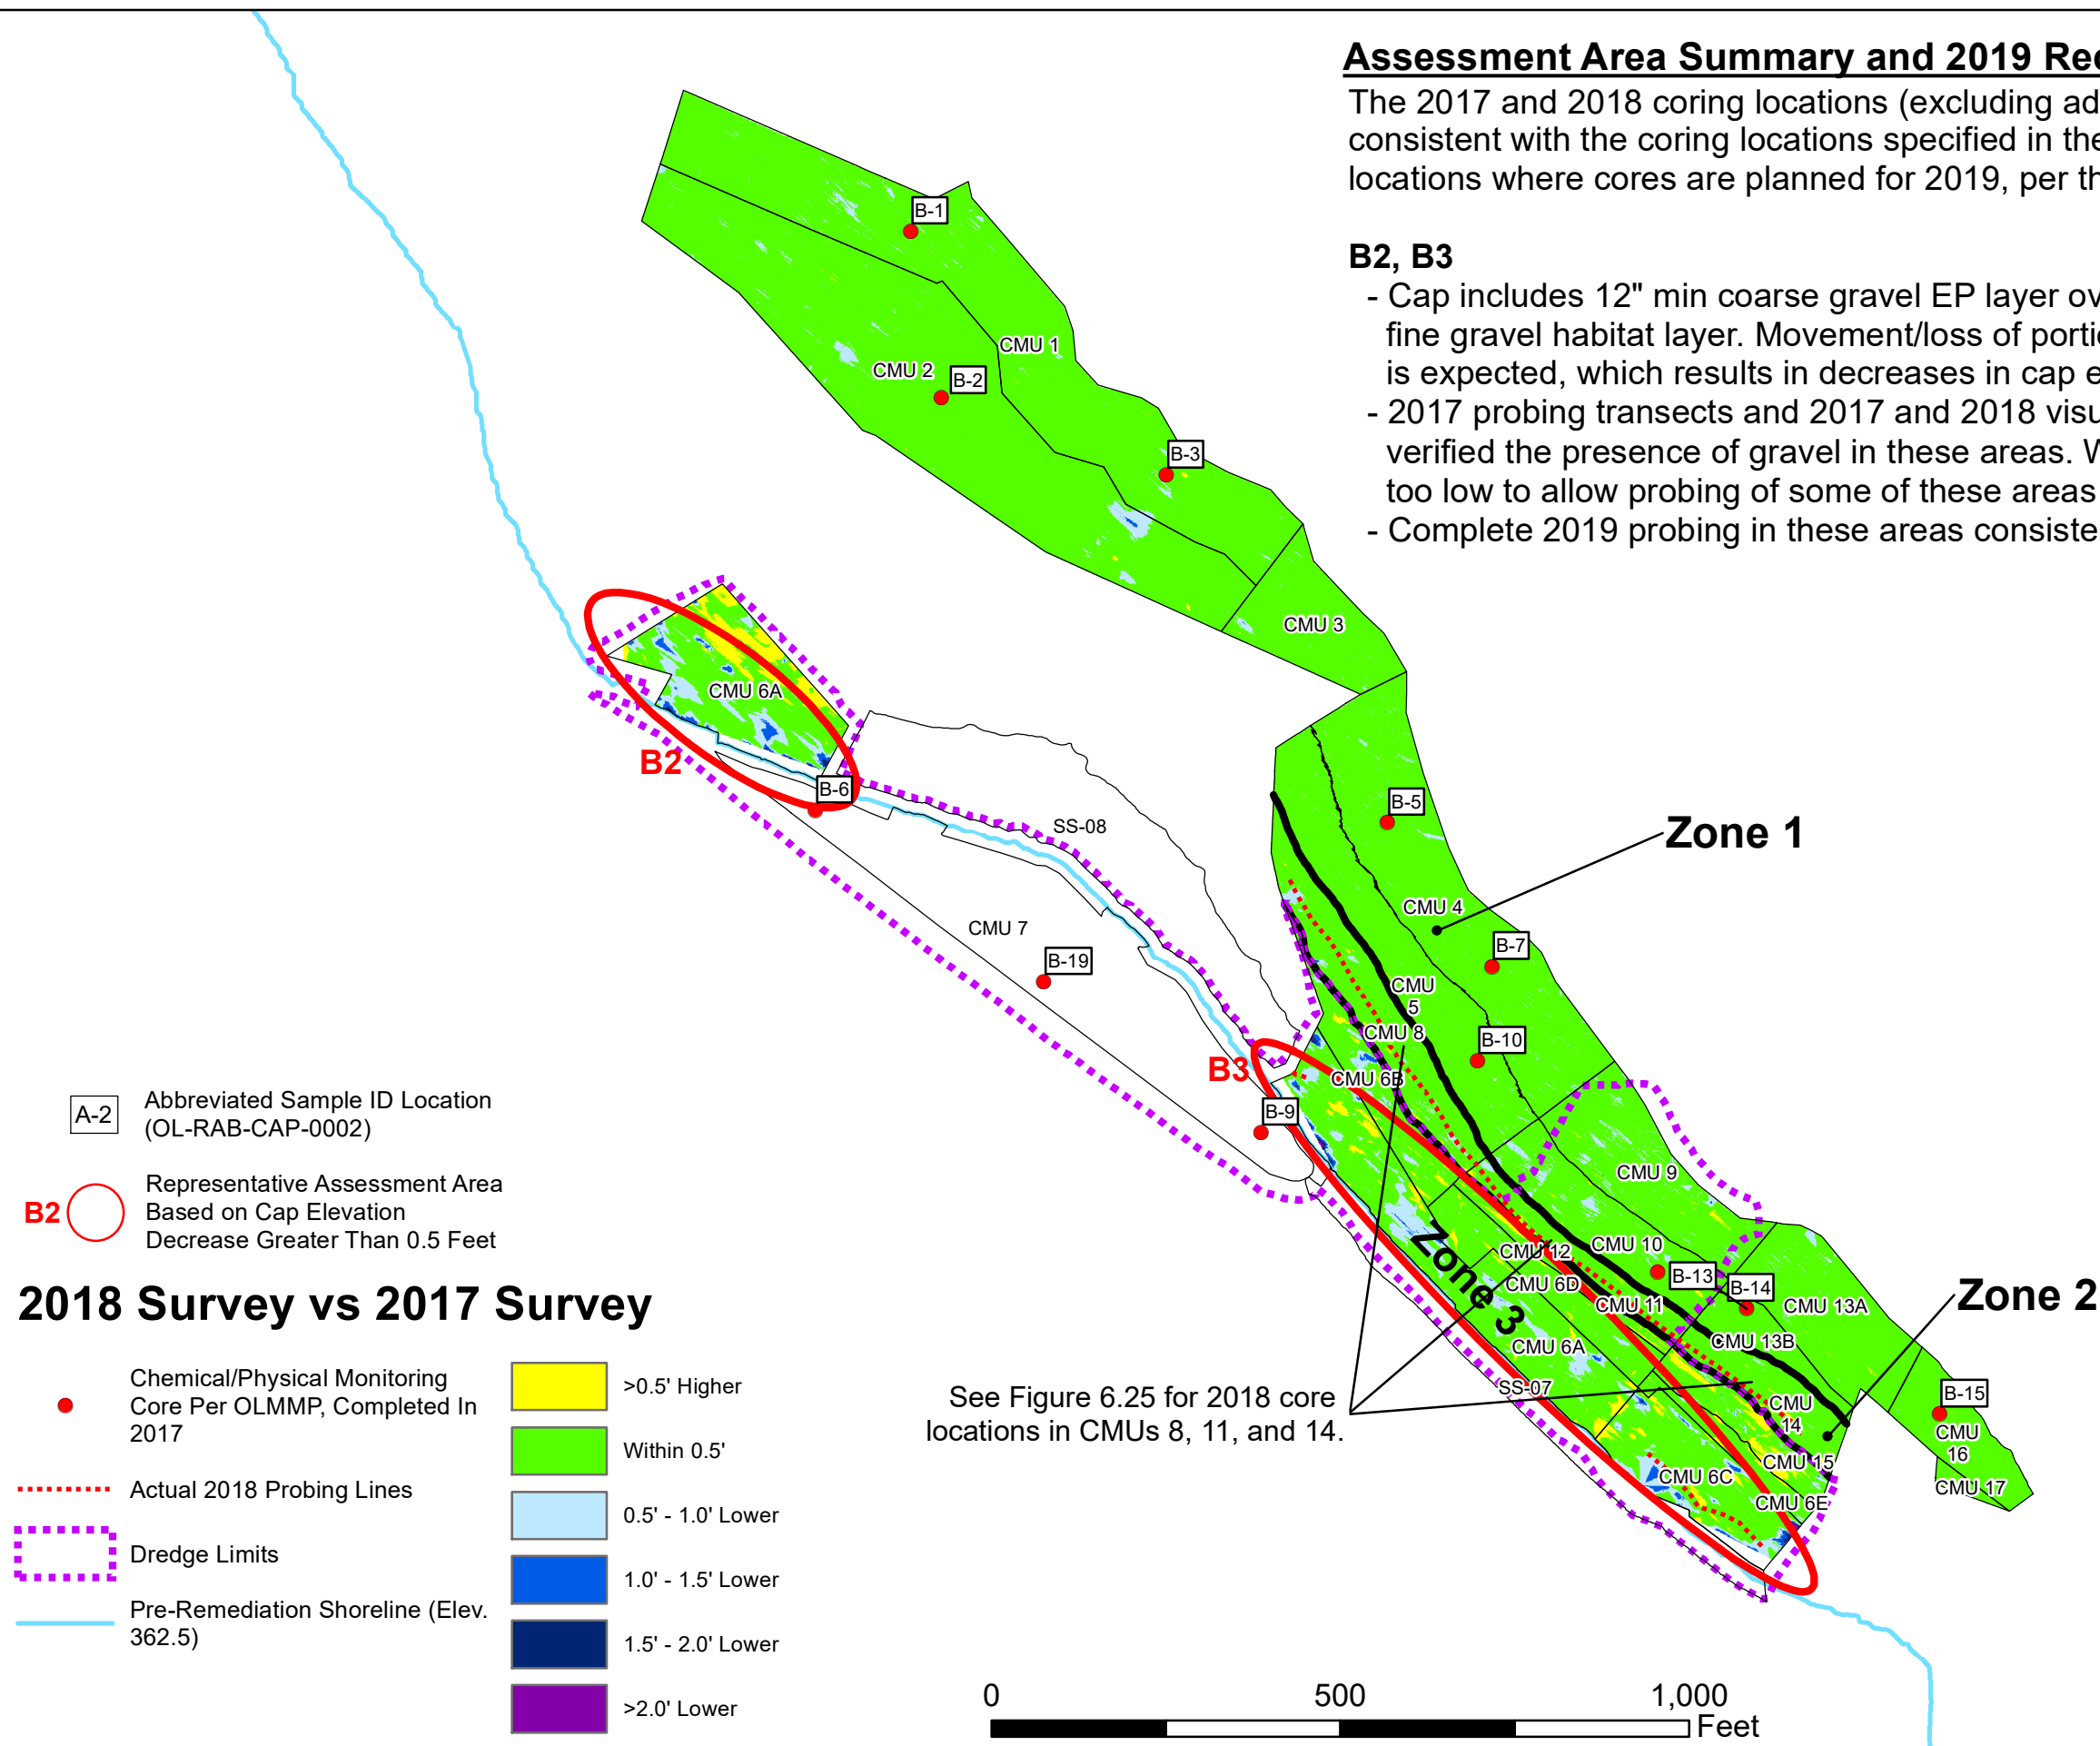 Assessment Area Summary and 2019 Rec
The 2017 and 2018 coring locations (excluding ad
consistent with the coring locations specified in the
locations where cores are planned for 2019, per th
B2, B3
- Cap includes 12" min coarse gravel EP layer ov
fine gravel habitat layer. Movement/loss of porti
is expected, which results in decreases in cap e
- 2017 probing transects and 2017 and 2018 visu
verified the presence of gravel in these areas. W
too low to allow probing of some of these areas
- Complete 2019 probing in these areas consiste
B-1
CMU 1
CMU 2
B-2
B-3
CMU 3
CMU 6A
B2
B-6
SS-08
B-5
Zone 1
CMU 4
CMU 7
B-7
B-19
CMU
5
CMU 8
B-10
B3
CMU 6B
B-9
CMU 9
CMU 12
CMU 10
Zone 3
CMU 6D
B-13
B-14
Zone 2
CMU 11
CMU 13A
CMU 13B
CMU 6A
SS-07
CMU
14
B-15
CMU
16
CMU 15
CMU 6C
CMU 17
CMU 6E
See Figure 6.25 for 2018 core
locations in CMUs 8, 11, and 14.
A-2
Abbreviated Sample ID Location
(OL-RAB-CAP-0002)
B2
Representative Assessment Area
Based on Cap Elevation
Decrease Greater Than 0.5 Feet
2018 Survey vs 2017 Survey
Chemical/Physical Monitoring
Core Per OLMMP, Completed In
2017
Actual 2018 Probing Lines
Dredge Limits
Pre-Remediation Shoreline (Elev.
362.5)
>0.5' Higher
Within 0.5'
0.5' - 1.0' Lower
1.0' - 1.5' Lower
1.5' - 2.0' Lower
>2.0' Lower
0 500 1,000
Feet